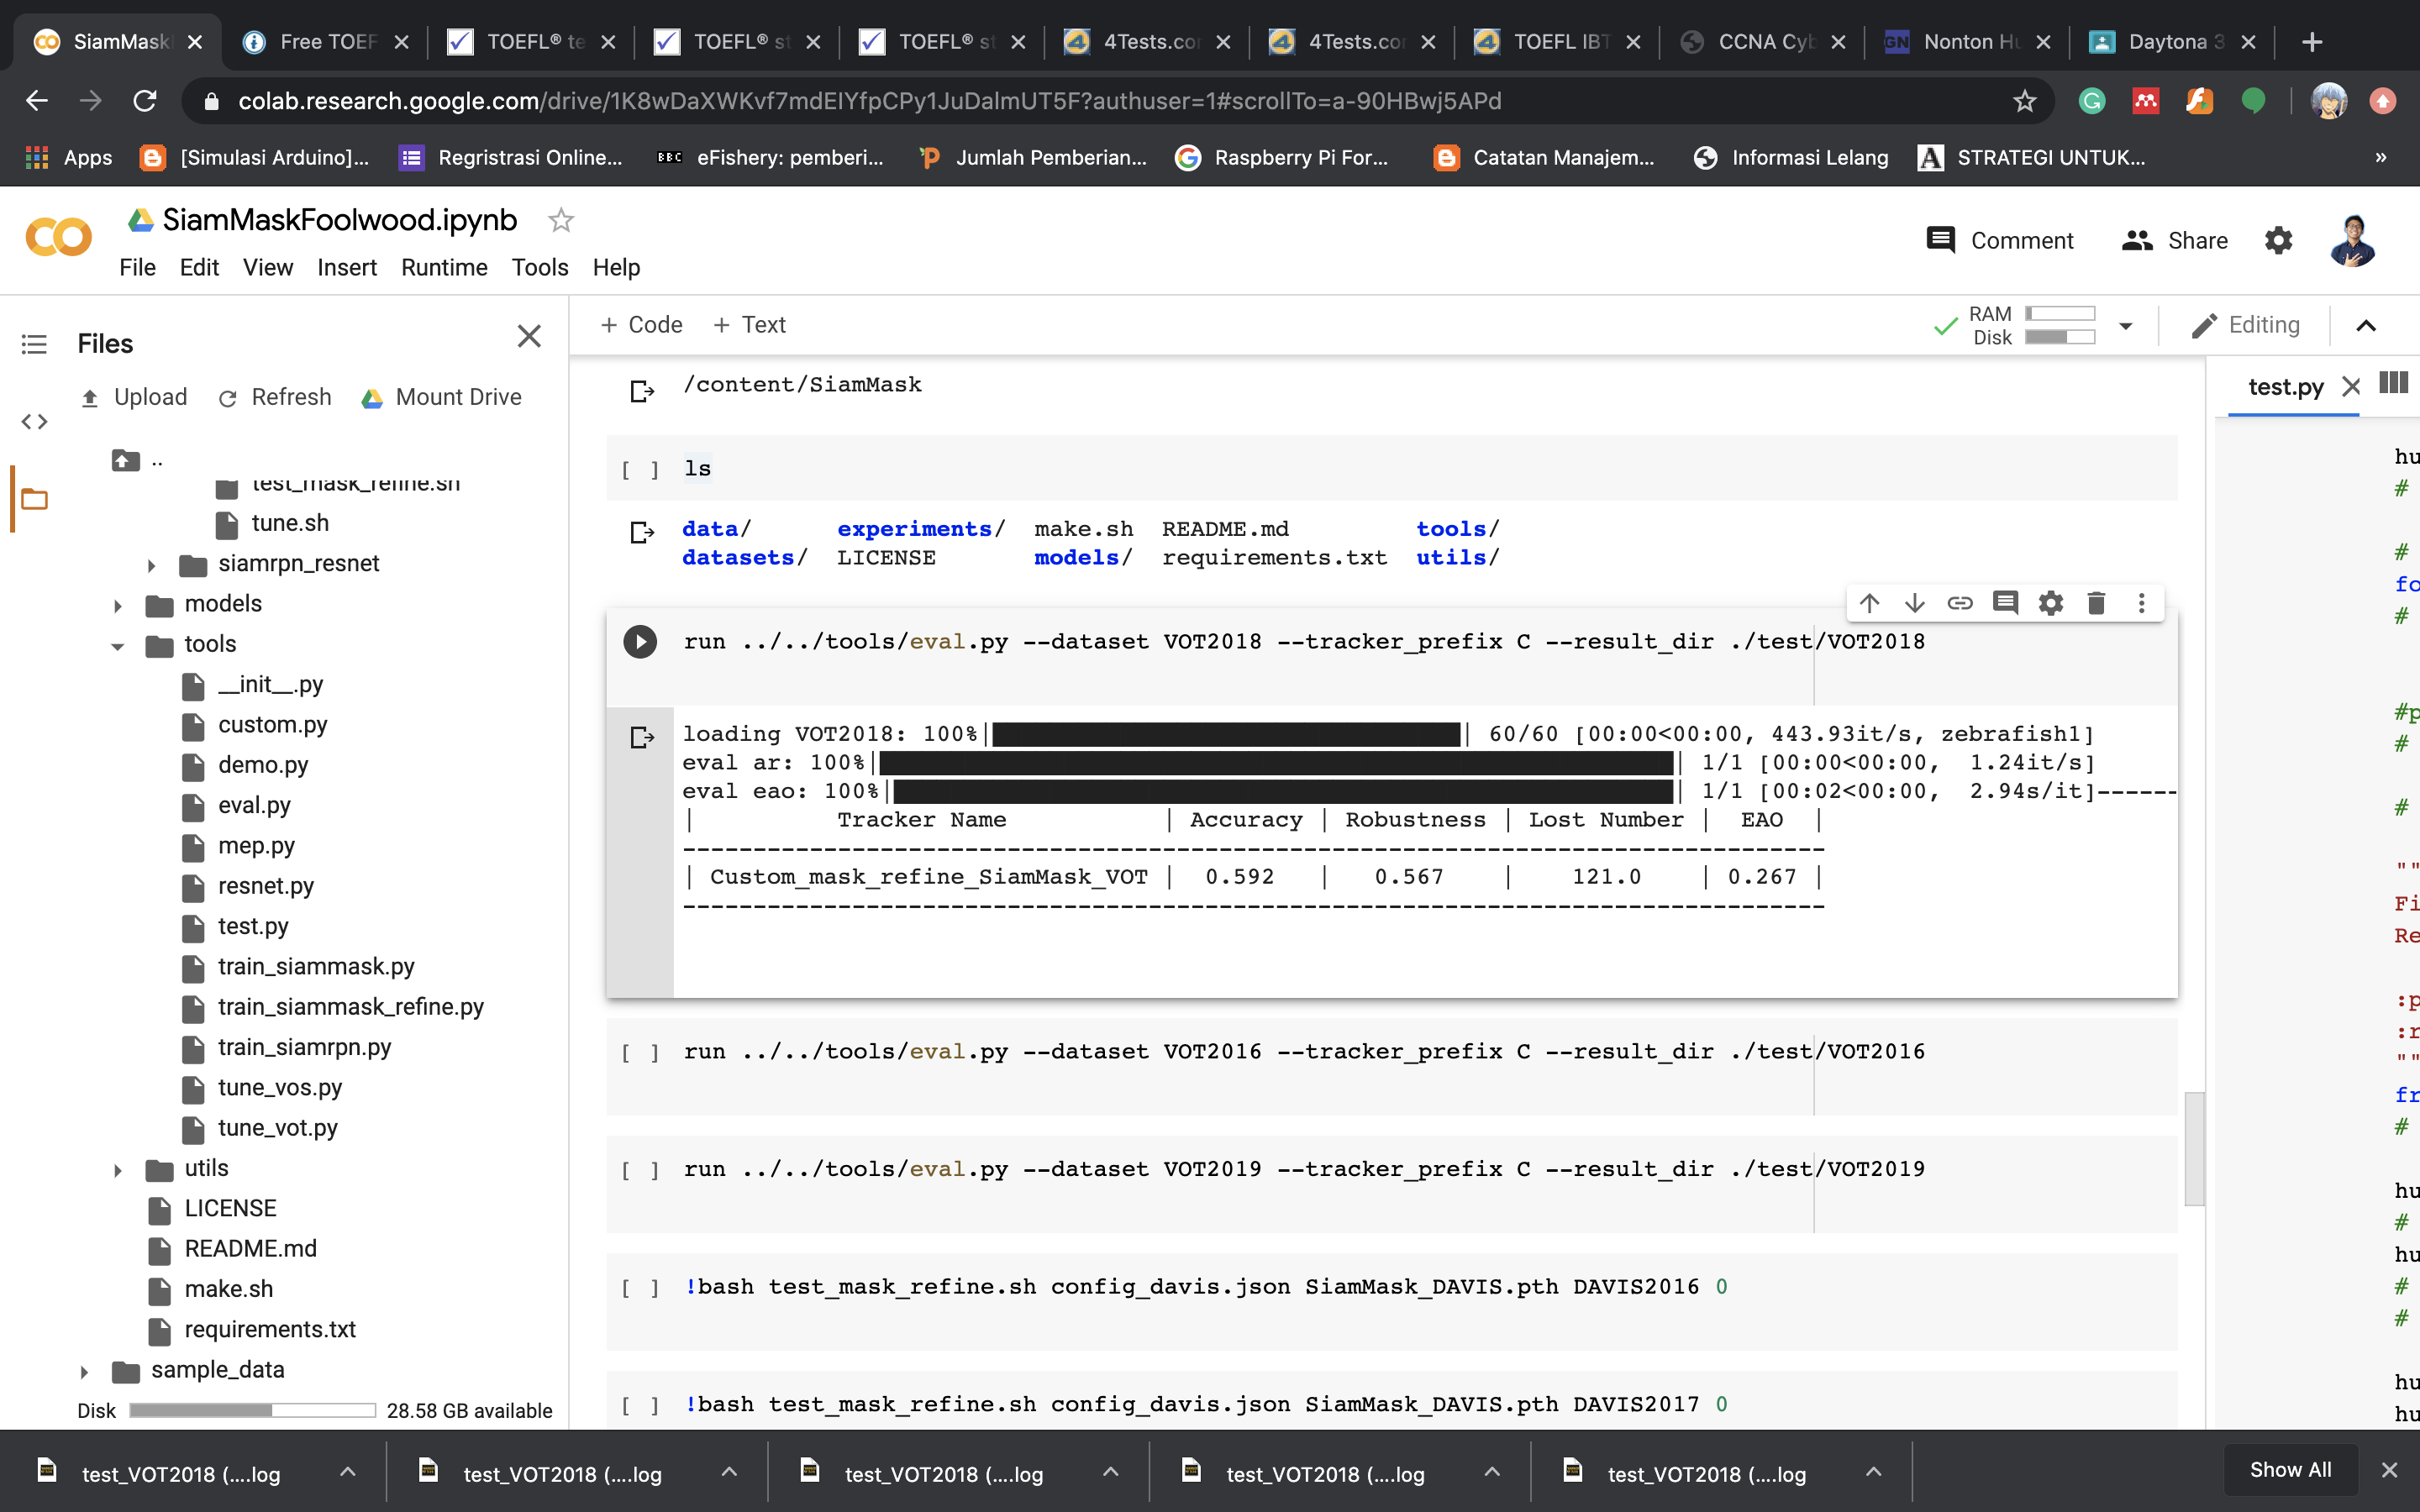 SiamMask
Free TOEF
TOEFL® te
TOEFL® st
TOEFL® st
4Tests.cor
4Tests.cor
TOEFL IBT
CCNA Cyb
Nonton Hu
Daytona 3
colab.research.google.com/drive/1K8wDaXWKvf7mdEIYfpCPy1JuDalmUT5F?authuser=1#scrollTo=a-90HBwj5APd
Apps
[Simulasi Arduino]...
Regristrasi Online...
BBC eFishery: pemberi...
Jumlah Pemberian...
Raspberry Pi For...
Catatan Manajem...
Informasi Lelang
STRATEGI UNTUK...
»
SiamMaskFoolwood.ipynb
File Edit View Insert Runtime Tools Help
Comment
Share
Files
Upload Refresh Mount Drive
..
test_mask_refine.sh
tune.sh
siamrpn_resnet
models
tools
__init__.py
custom.py
demo.py
eval.py
mep.py
resnet.py
test.py
train_siammask.py
train_siammask_refine.py
train_siamrpn.py
tune_vos.py
tune_vot.py
utils
LICENSE
README.md
make.sh
requirements.txt
sample_data
Disk 28.58 GB available
+ Code + Text
RAM
Disk
Editing
/content/SiamMask
[ ] ls
data/ experiments/ make.sh README.md tools/
datasets/ LICENSE models/ requirements.txt utils/
run ../../tools/eval.py --dataset VOT2018 --tracker_prefix C --result_dir ./test/VOT2018
loading VOT2018: 100%| | 60/60 [00:00<00:00, 443.93it/s, zebrafish1]
eval ar: 100%| | 1/1 [00:00<00:00, 1.24it/s]
eval eao: 100%| | 1/1 [00:02<00:00, 2.94s/it]------
| Tracker Name | Accuracy | Robustness | Lost Number | EAO |
---------------------------------------------------------------------------------
| Custom_mask_refine_SiamMask_VOT | 0.592 | 0.567 | 121.0 | 0.267 |
---------------------------------------------------------------------------------
[ ] run ../../tools/eval.py --dataset VOT2016 --tracker_prefix C --result_dir ./test/VOT2016
[ ] run ../../tools/eval.py --dataset VOT2019 --tracker_prefix C --result_dir ./test/VOT2019
[ ] !bash test_mask_refine.sh config_davis.json SiamMask_DAVIS.pth DAVIS2016 0
[ ] !bash test_mask_refine.sh config_davis.json SiamMask_DAVIS.pth DAVIS2017 0
test.py
hu
#
#
fo
#
#p
#
#
""
Fi
Re
:p
:r
""
fr
#
hu
#
hu
#
#
hu
hu
test_VOT2018 (....log
test_VOT2018 (....log
test_VOT2018 (....log
test_VOT2018 (....log
test_VOT2018 (....log
Show All